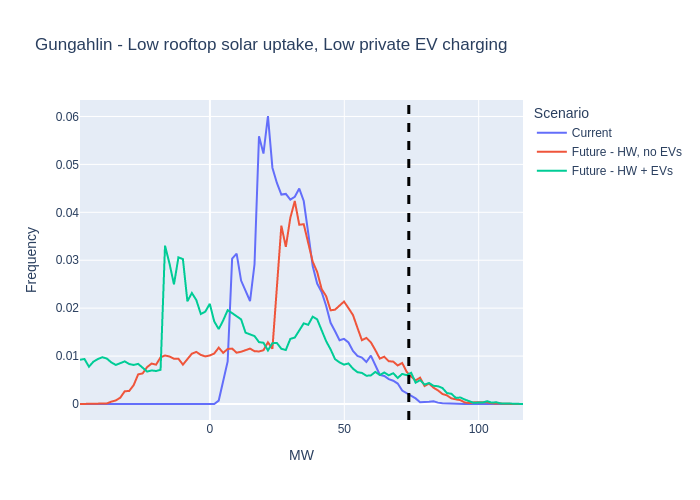 Gungahlin - Low rooftop solar uptake, Low private EV charging
Scenario
Current
Future - HW, no EVs
Future - HW + EVs
0.06
0.05
0.04
0.03
0.02
0.01
0
Frequency
0
50
100
MW